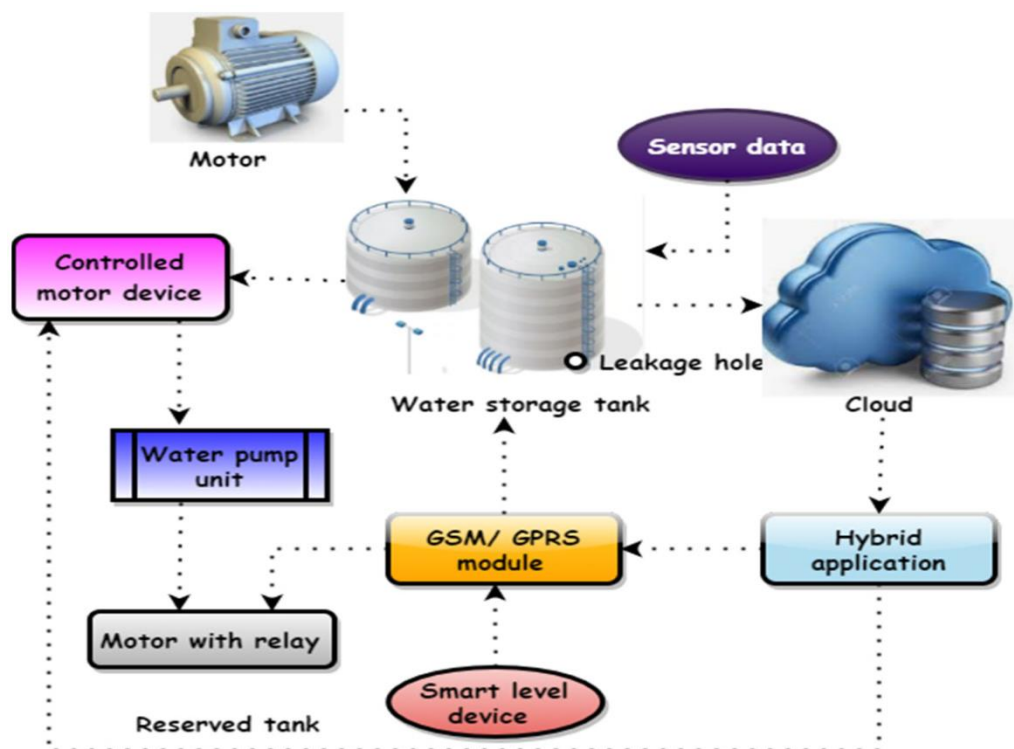 Motor
Sensor data
Controlled
motor device
Leakage hole
Water storage tank
Cloud
Water pump
unit
GSM/ GPRS
module
Hybrid
application
Motor with relay
Smart level
device
Reserved tank